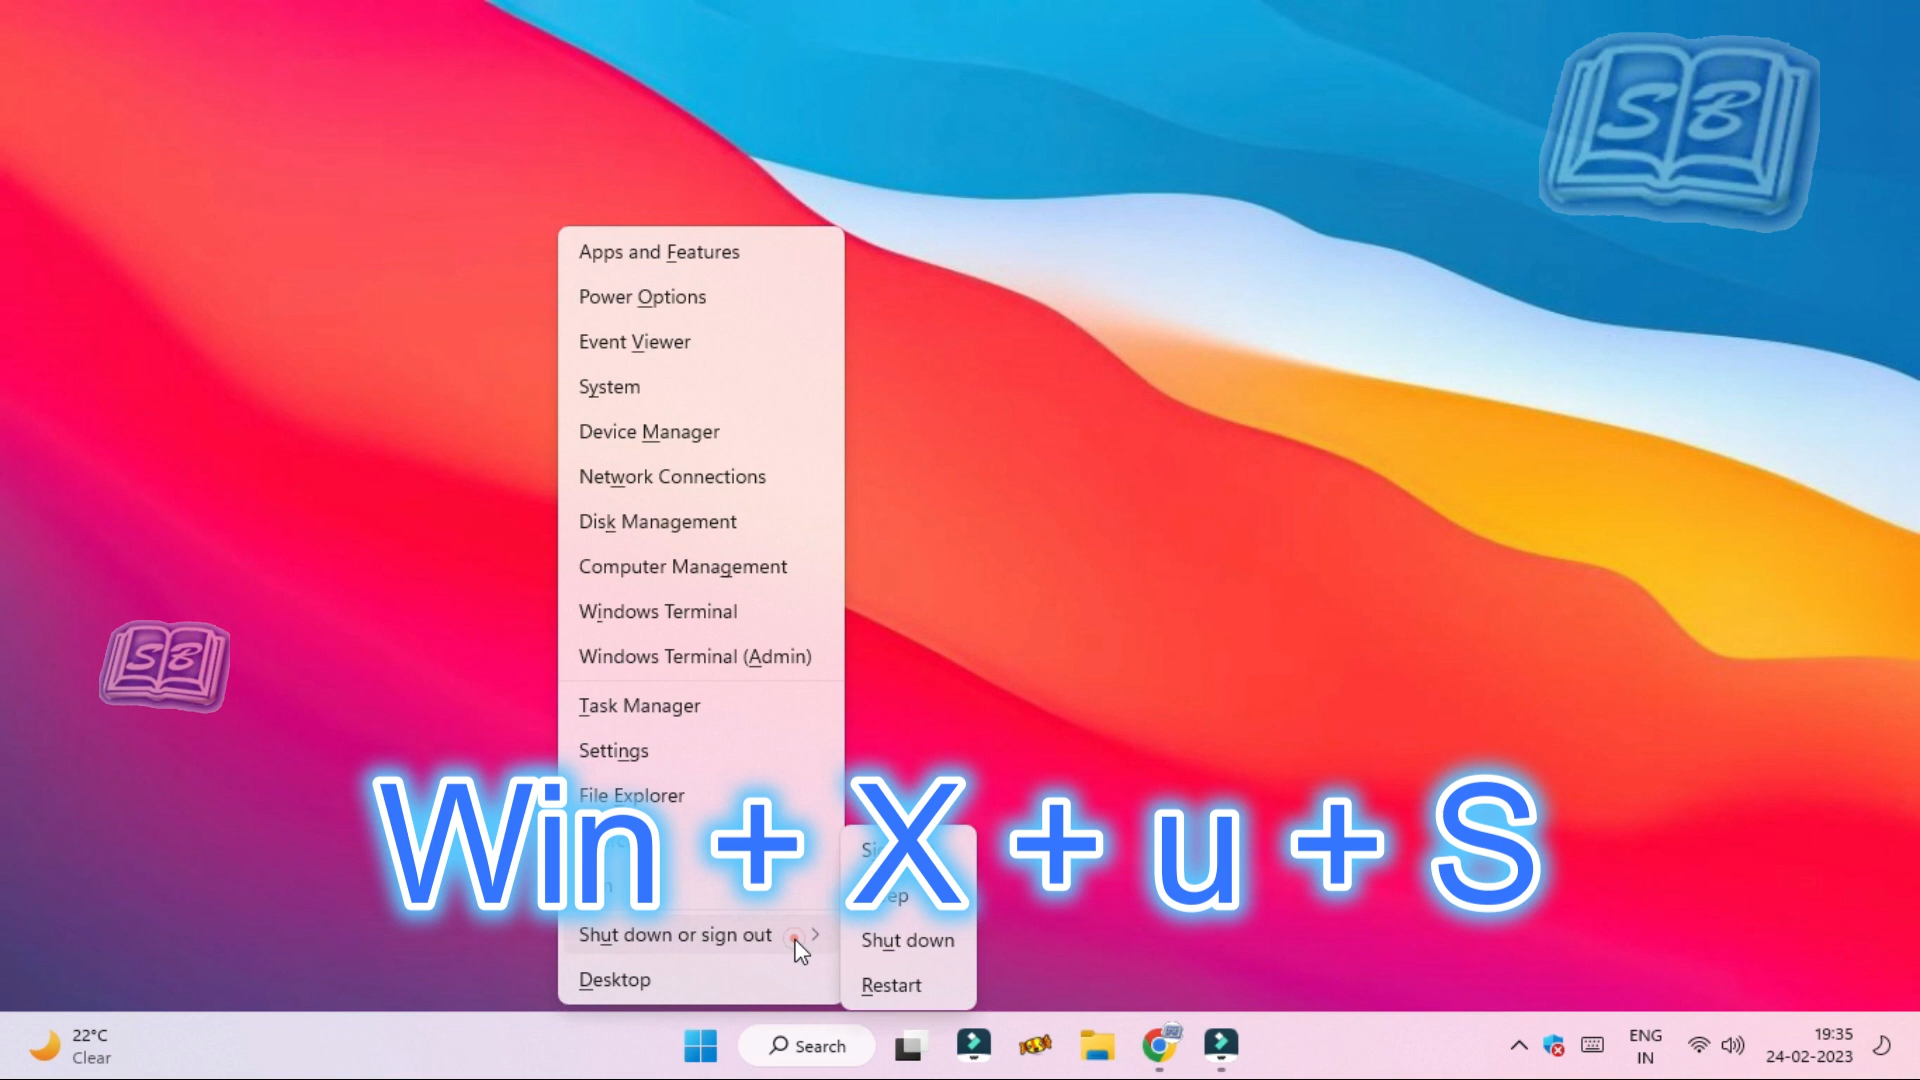 SB
Apps and Features
Power Options
Event Viewer
System
Device Manager
Network Connections
Disk Management
Computer Management
Windows Terminal
Windows Terminal (Admin)
Task Manager
Settings
File Explorer
SB
Win + X + u + S
Shut down or sign out
Desktop
Shut down
Restart
22°C
Clear
Search
ENG
IN
19:35
24-02-2023